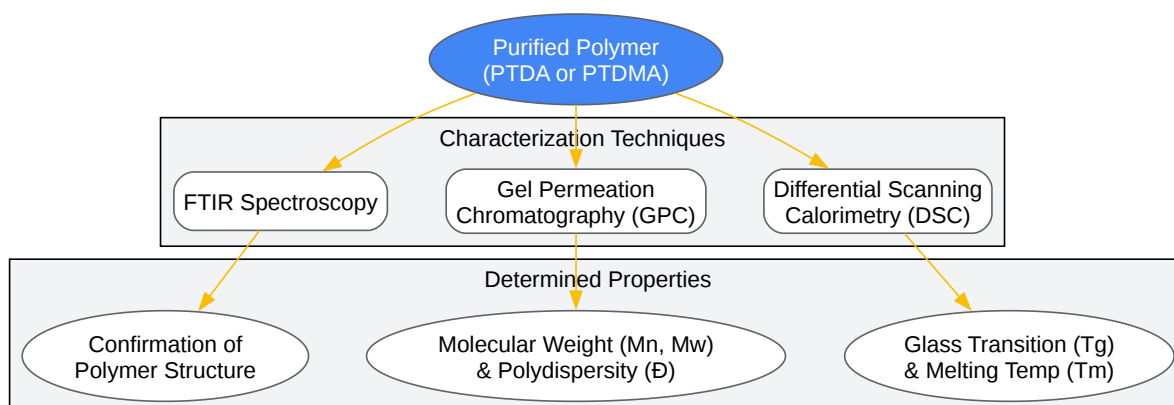 Purified Polymer
(PTDA or PTDMA)
Characterization Techniques
FTIR Spectroscopy
Gel Permeation
Chromatography (GPC)
Differential Scanning
Calorimetry (DSC)
Determined Properties
Confirmation of
Polymer Structure
Molecular Weight (Mn, Mw)
& Polydispersity (Đ)
Glass Transition (Tg)
& Melting Temp (Tm)